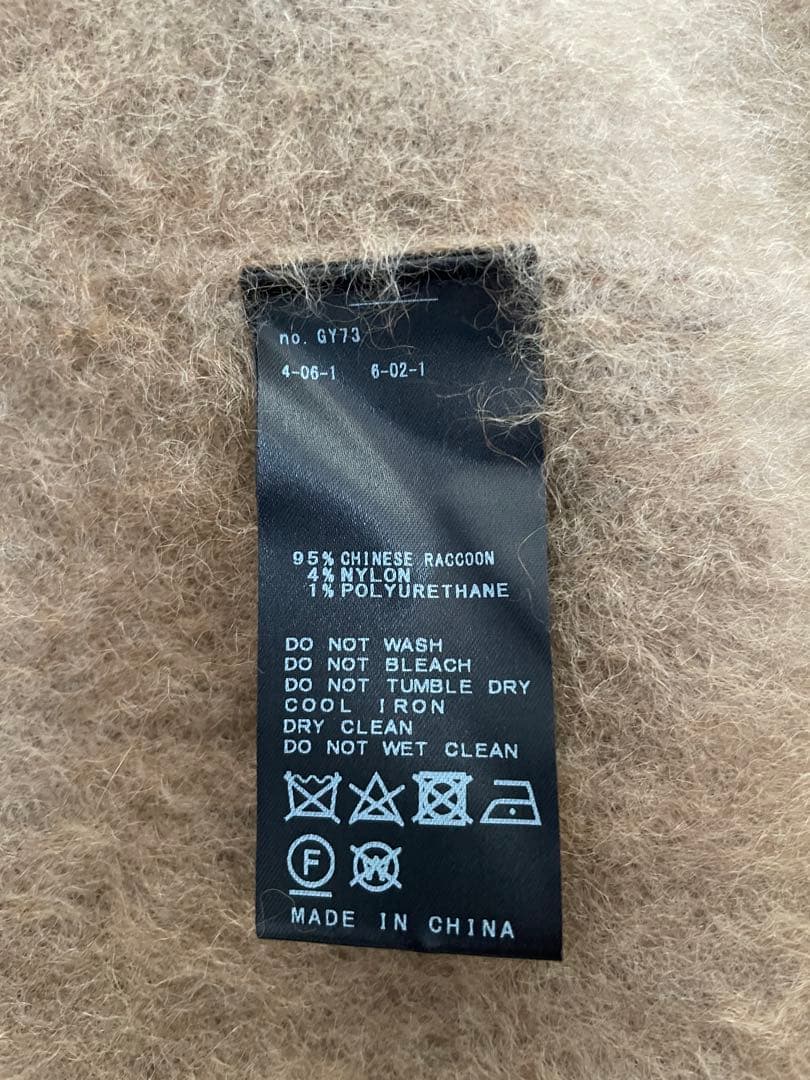 no. GY73
4-06-1 6-02-1
95% CHINESE RACCOON
4% NYLON
1% POLYURETHANE
DO NOT WASH
DO NOT BLEACH
DO NOT TUMBLE DRY
COOL IRON
DRY CLEAN
DO NOT WET CLEAN
F W
MADE IN CHINA